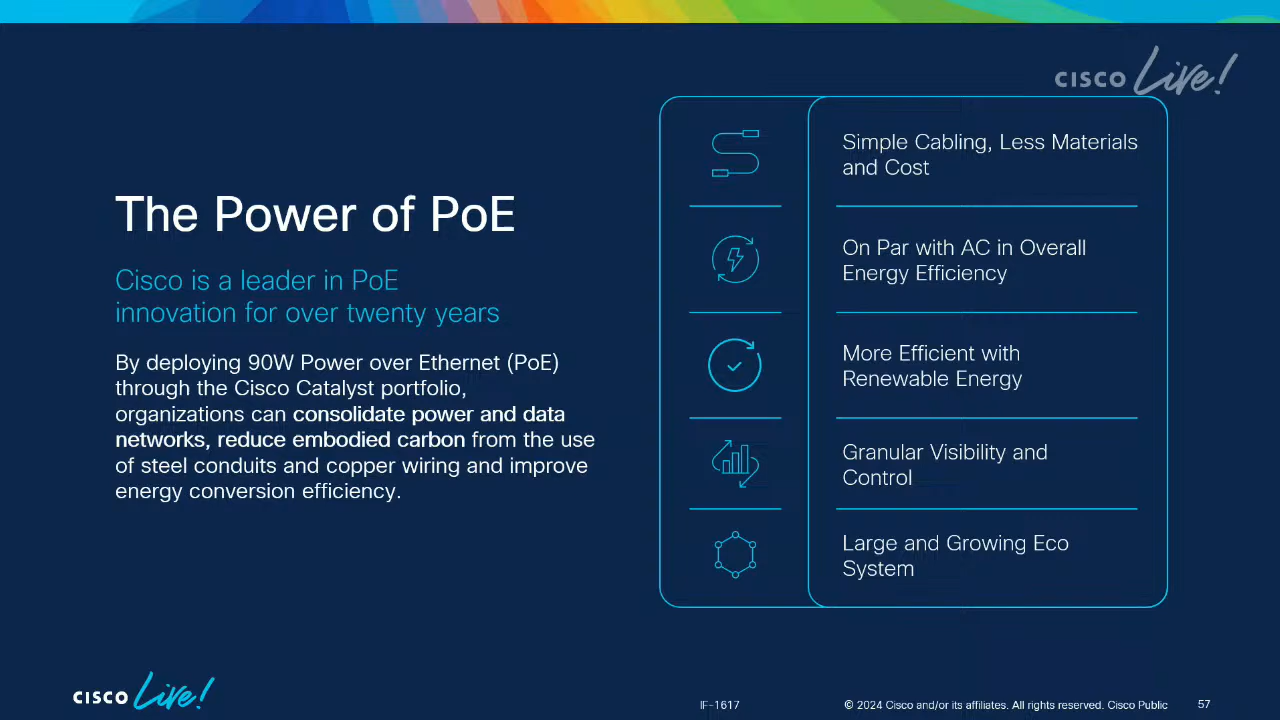 CISCO Live!
The Power of PoE
Cisco is a leader in PoE
innovation for over twenty years
By deploying 90W Power over Ethernet (PoE)
through the Cisco Catalyst portfolio,
organizations can consolidate power and data
networks, reduce embodied carbon from the use
of steel conduits and copper wiring and improve
energy conversion efficiency.
Simple Cabling, Less Materials
and Cost
On Par with AC in Overall
Energy Efficiency
More Efficient with
Renewable Energy
Granular Visibility and
Control
Large and Growing Eco
System
CISCO Live!
IF-1617
© 2024 Cisco and/or its affiliates. All rights reserved. Cisco Public
57